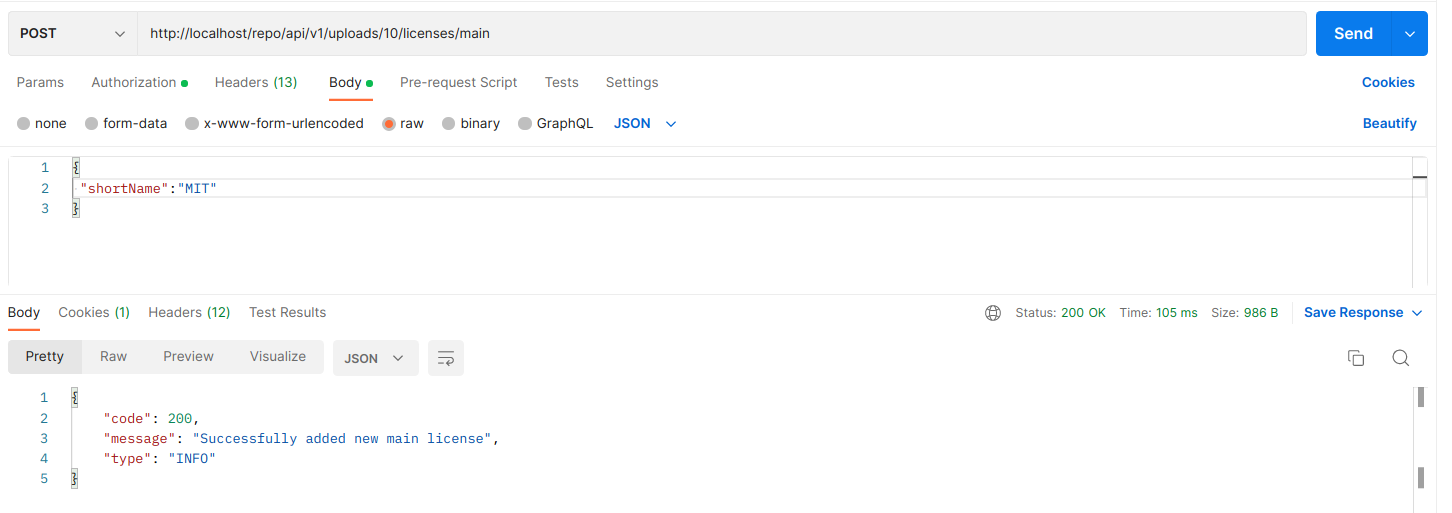 POST http://localhost/repo/api/v1/uploads/10/licenses/main Send
Params Authorization Headers (13) Body Pre-request Script Tests Settings Cookies
none form-data x-www-form-urlencoded raw binary GraphQL JSON Beautify
1 {
2 "shortName":"MIT"
3 }
Body Cookies (1) Headers (12) Test Results Status: 200 OK Time: 105 ms Size: 986 B Save Response
Pretty Raw Preview Visualize JSON
1 {
2 "code": 200,
3 "message": "Successfully added new main license",
4 "type": "INFO"
5 }